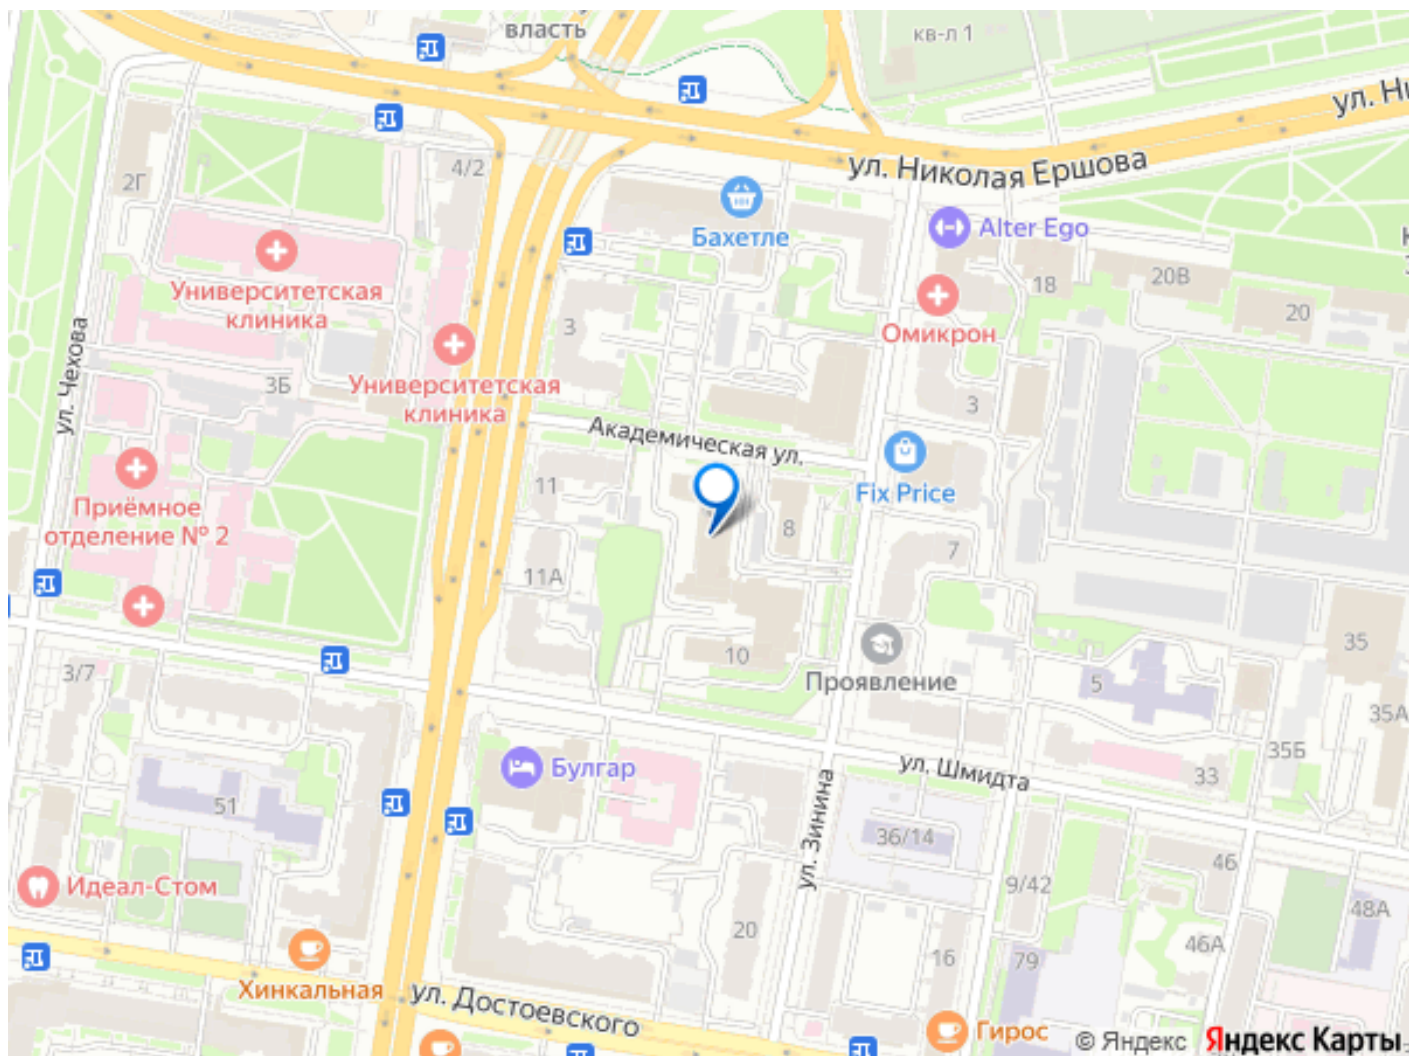 власть
кв-л 1
ул. Ни
ул. Николая Ершова
4/2
2Г
Бахетле
Alter Ego
К
3
20В
18
20
Университетская
клиника
Омикрон
3
ул. Чехова
Университетская
клиника
3Б
3
Академическая ул.
Fix Price
11
Приёмное
отделение № 2
8
7
11А
35
10
Проявление
3/7
5
35А
35Б
ул. Шмидта
Булгар
33
51
ул. Зинина
36/14
46
9/42
Идеал-Стом
48А
20
46А
16
79
Хинкальная
ул. Достоевского
Гирос
© Яндекс Яндекс Карты